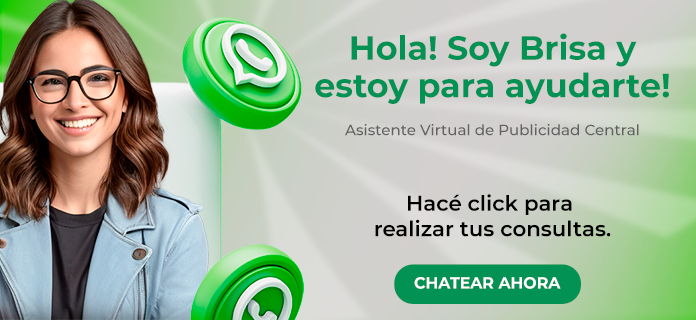 Hola! Soy Brisa y
estoy para ayudarte!
Asistente Virtual de Publicidad Central
Hacé click para
realizar tus consultas.
CHATEAR AHORA